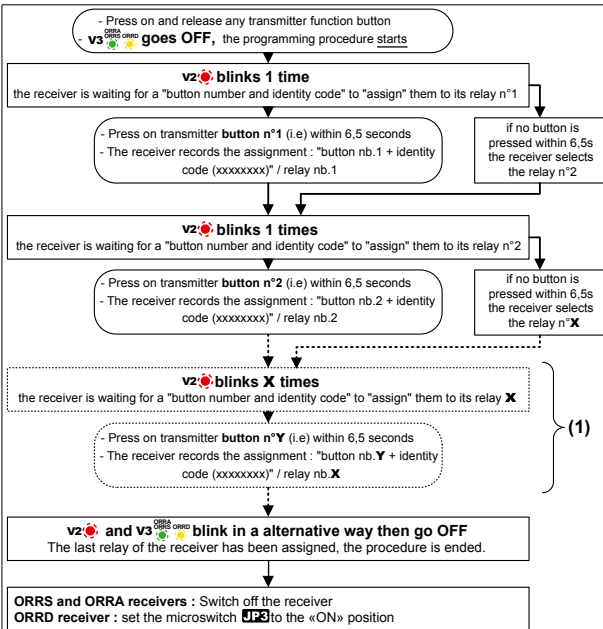 - Press on and release any transmitter function button
- V3 ORRA ORRS ORRD goes OFF, the programming procedure starts
V2 blinks 1 time
the receiver is waiting for a "button number and identity code" to "assign" them to its relay n°1
- Press on transmitter button n°1 (i.e) within 6,5 seconds
- The receiver records the assignment : "button nb.1 + identity
code (xxxxxxxx)" / relay nb.1
if no button is
pressed within 6,5s
the receiver selects
the relay n°2
V2 blinks 1 times
the receiver is waiting for a "button number and identity code" to "assign" them to its relay n°2
- Press on transmitter button n°2 (i.e) within 6,5 seconds
- The receiver records the assignment : "button nb.2 + identity
code (xxxxxxxx)" / relay nb.2
if no button is
pressed within 6,5s
the receiver selects
the relay n°X
V2 blinks X times
the receiver is waiting for a "button number and identity code" to "assign" them to its relay X
- Press on transmitter button n°Y (i.e) within 6,5 seconds
- The receiver records the assignment : "button nb.Y + identity
code (xxxxxxxx)" / relay nb.X
(1)
V2 and V3 ORRA ORRS ORRD blink in a alternative way then go OFF
The last relay of the receiver has been assigned, the procedure is ended.
ORRS and ORRA receivers : Switch off the receiver
ORRD receiver : set the microswitch JP3 to the «ON» position